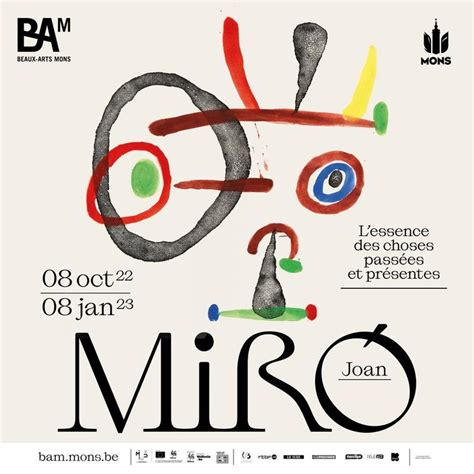 BAM
BEAUX-ARTS MONS
MONS
L'essence
des choses
passées
et présentes
08 oct 22
08 jan 23
MiRÓ
Joan
bam.mons.be